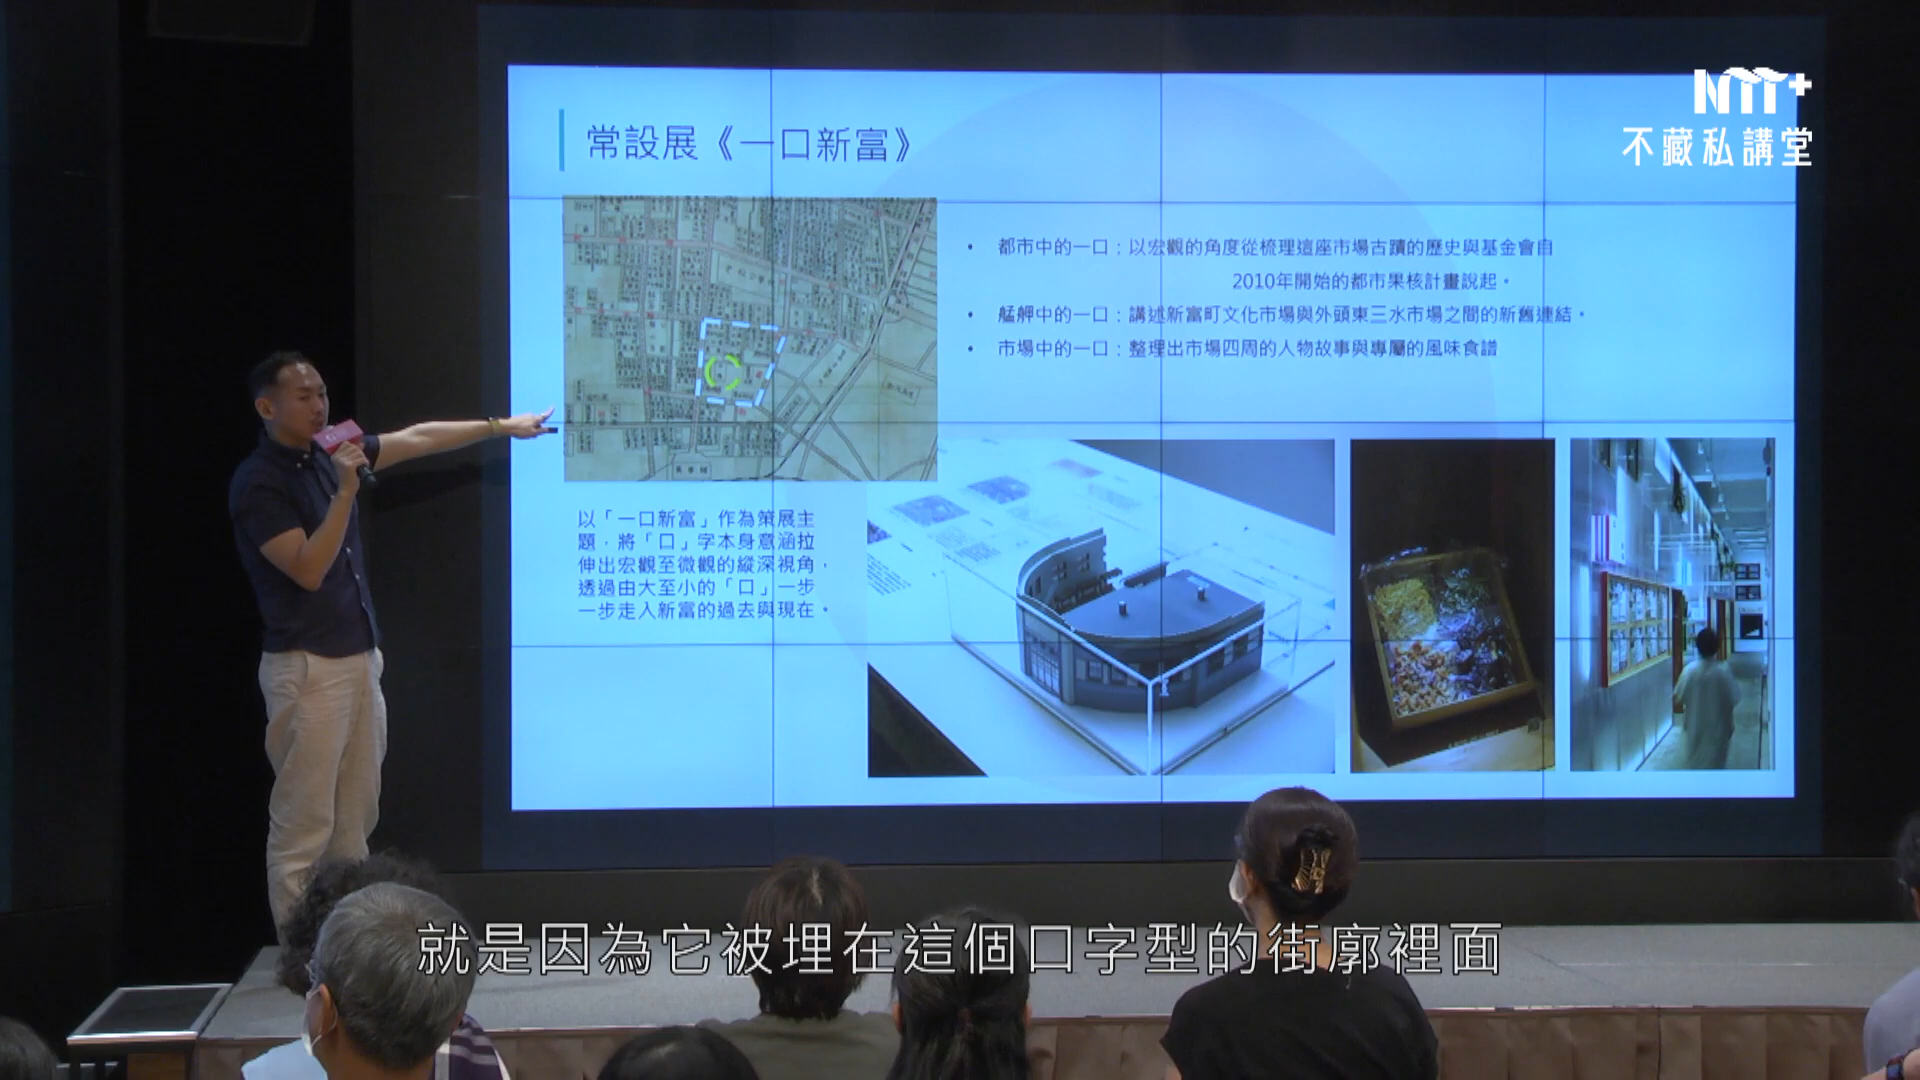 NTT+
不藏私講堂
常設展《一口新富》
• 都市中的一口：以宏觀的角度從梳理這座市場古蹟的歷史與基金會自
2010年開始的都市果核計畫說起。
• 艋舺中的一口：講述新富町文化市場與外頭東三水市場之間的新舊連結。
• 市場中的一口：整理出市場四周的人物故事與專屬的風味食譜
以「一口新富」作為策展主
題，將「口」字本身意涵拉
伸出宏觀至微觀的縱深視角，
透過由大至小的「口」一步
一步走入新富的過去與現在。
就是因為它被埋在這個口字型的街廓裡面